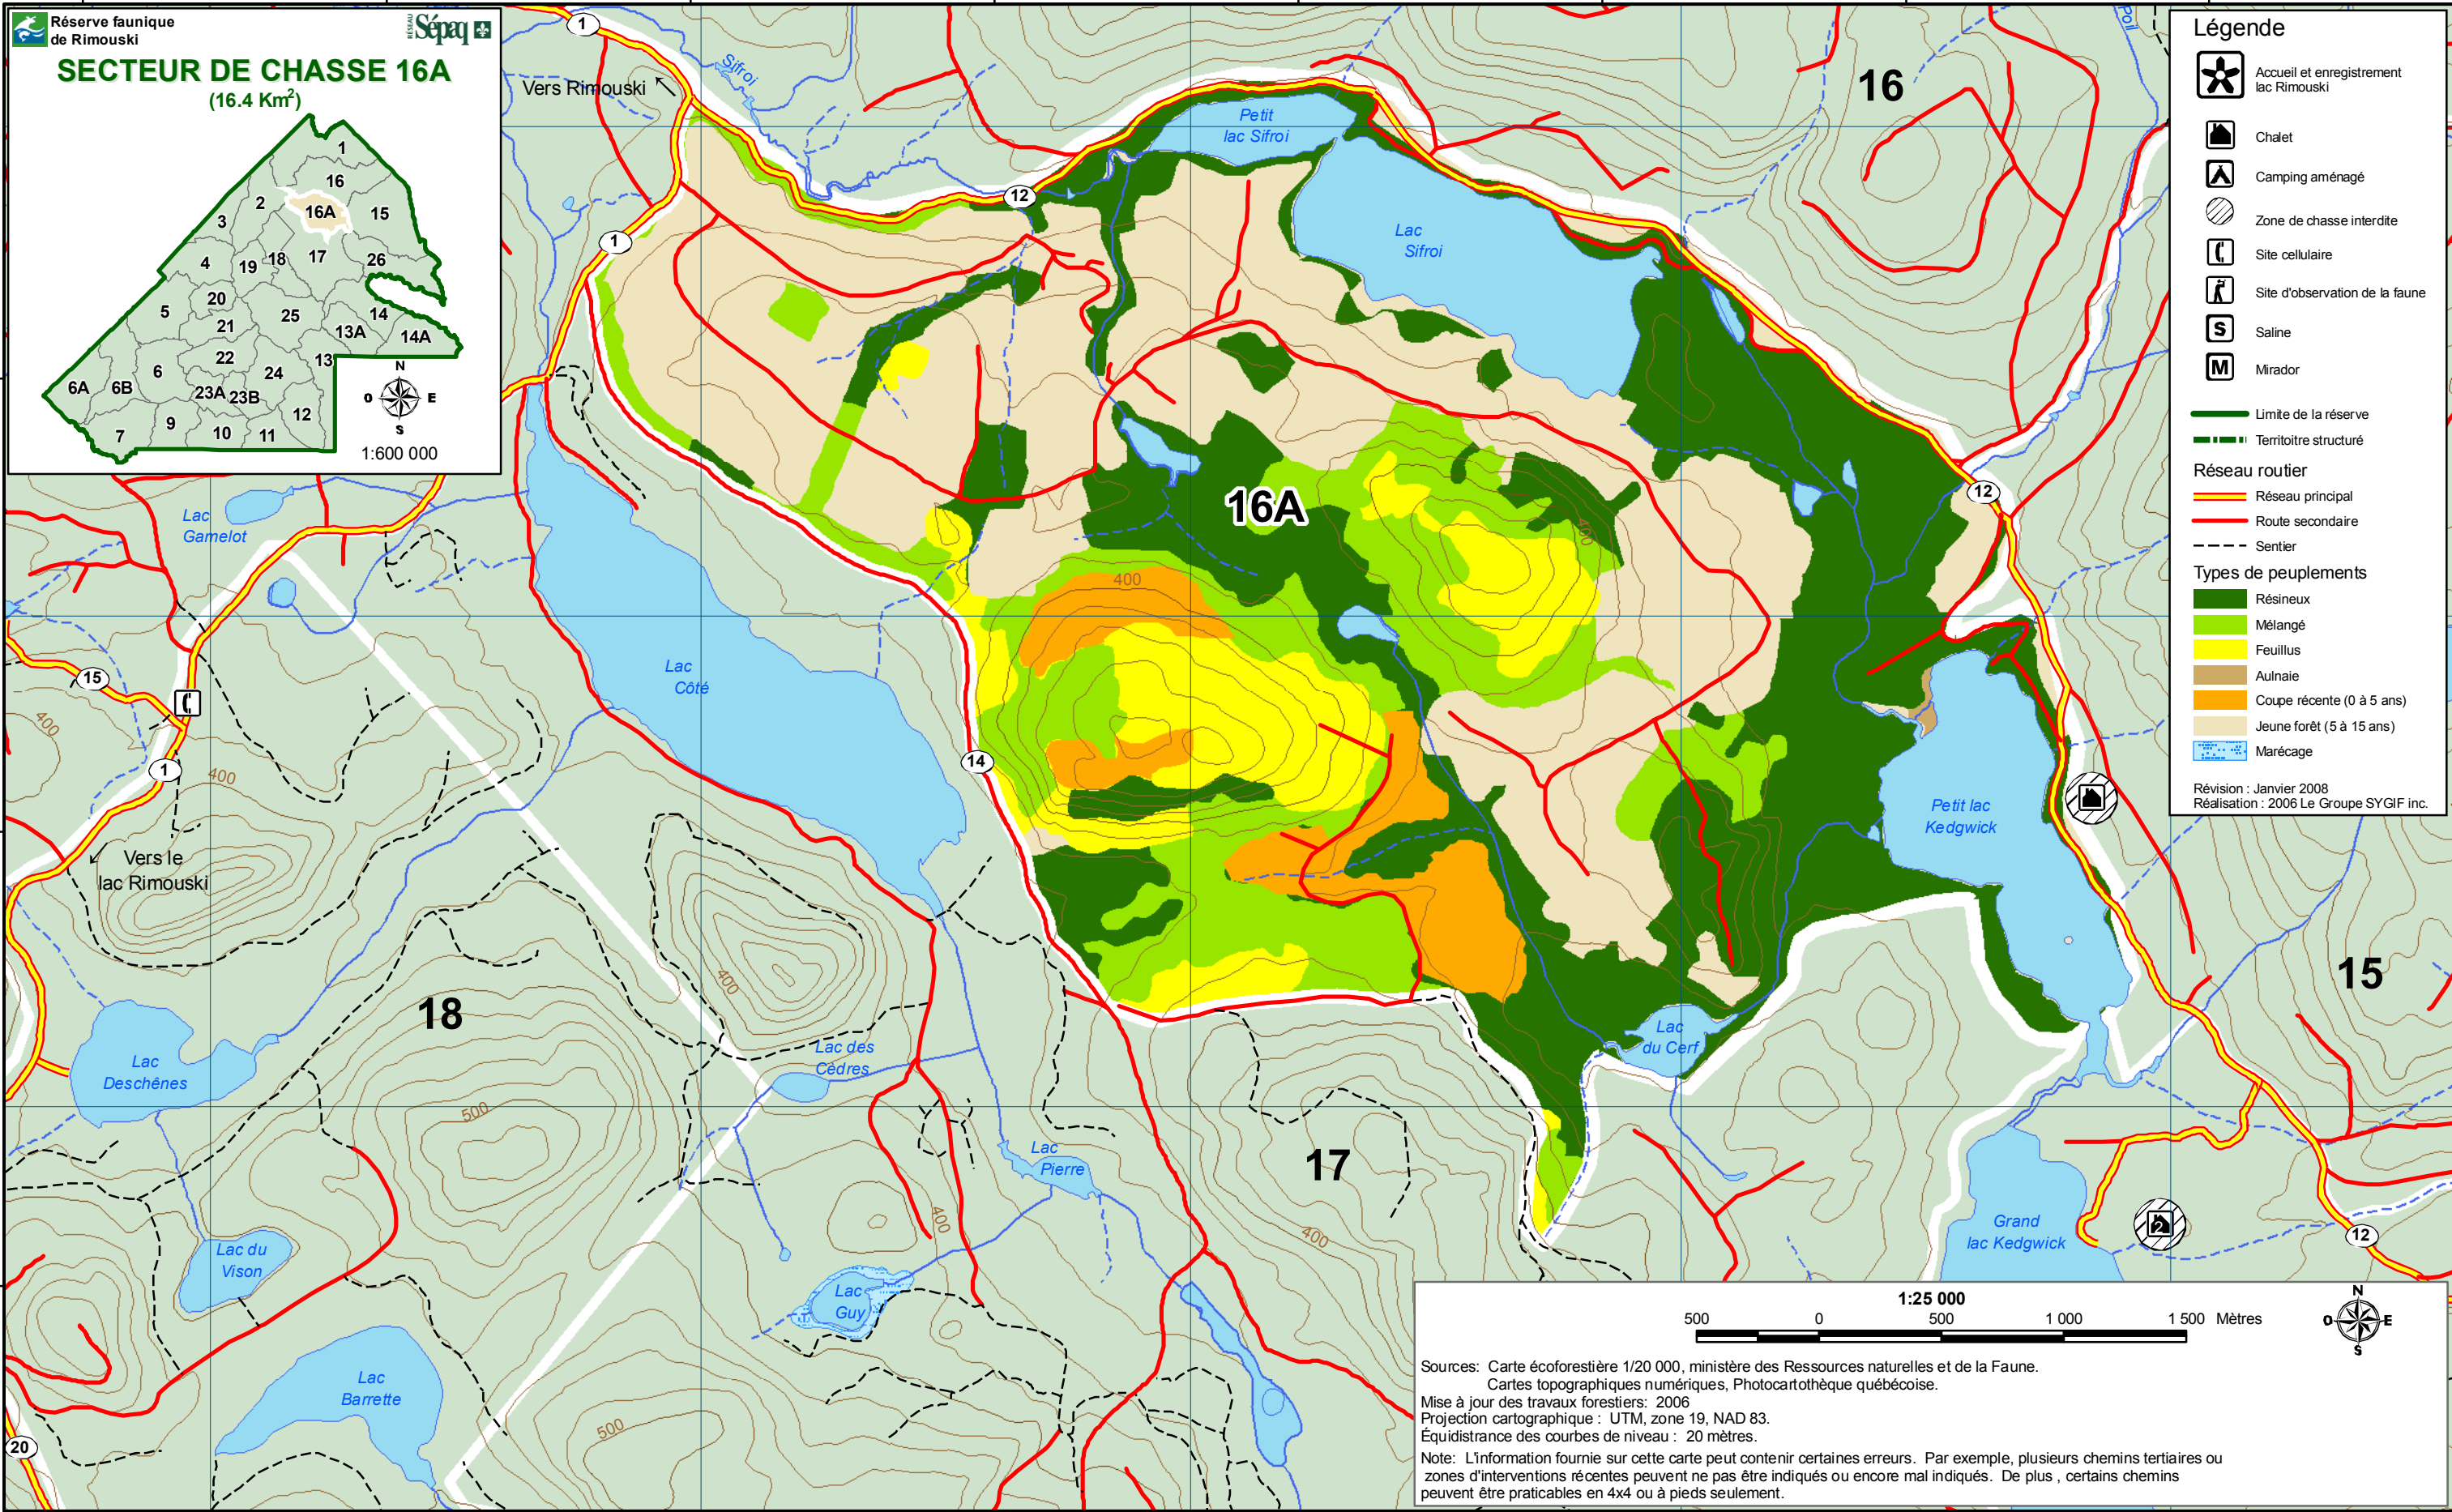 Réserve faunique
de Rimouski
RÉSEAU Sépaq
SECTEUR DE CHASSE 16A
(16.4 Km²)
1
16
2
16A
15
3
18
17
4
19
26
20
5
25
14
21
13A
14A
22
13
6
24
6A
6B
23A
23B
12
9
7
10
11
N
O
E
S
1:600 000
1
Vers Rimouski
Sifroi
Petit
lac Sifroi
12
1
Lac
Sifroi
16
Poil
Lac
Gamelot
16A
400
12
400
Lac
Côté
15
400
1
400
14
Petit lac
Kedgwick
Vers le
lac Rimouski
400
18
15
Lac
du Cerf
Lac
Deschênes
Lac des
Cèdres
500
Lac
Pierre
17
400
400
Grand
lac Kedgwick
2
12
Lac du
Vison
Lac
Guy
Lac
Barrette
500
20
Légende
Accueil et enregistrement
lac Rimouski
Chalet
Camping aménagé
Zone de chasse interdite
Site cellulaire
Site d'observation de la faune
S
Saline
M
Mirador
Limite de la réserve
Territoitre structuré
Réseau routier
Réseau principal
Route secondaire
Sentier
Types de peuplements
Résineux
Mélangé
Feuillus
Aulnaie
Coupe récente (0 à 5 ans)
Jeune forêt (5 à 15 ans)
Marécage
Révision : Janvier 2008
Réalisation : 2006 Le Groupe SYGIF inc.
1:25 000
500 0 500 1 000 1 500 Mètres
N
O
E
S
Sources: Carte écoforestière 1/20 000, ministère des Ressources naturelles et de la Faune.
Cartes topographiques numériques, Photocartothèque québécoise.
Mise à jour des travaux forestiers: 2006
Projection cartographique : UTM, zone 19, NAD 83.
Équidistrance des courbes de niveau : 20 mètres.
Note: L'information fournie sur cette carte peut contenir certaines erreurs. Par exemple, plusieurs chemins tertiaires ou
zones d'interventions récentes peuvent ne pas être indiqués ou encore mal indiqués. De plus , certains chemins
peuvent être praticables en 4x4 ou à pieds seulement.